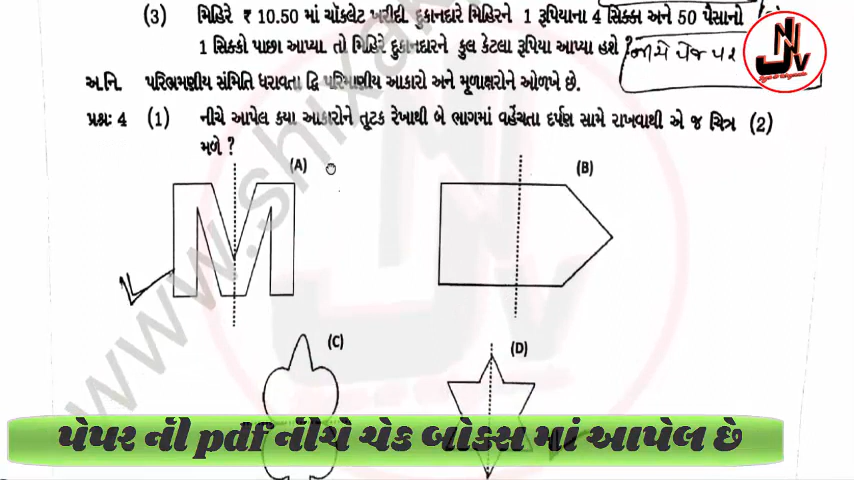 (3) મિહિરે ₹ 10.50 માં ચૉકલેટ ખરીદી. દુકાનદારે મિહિરને 1 રૂપિયાના 4 સિક્કા અને 50 પૈસાનો
1 સિક્કો પાછા આપ્યા તો મિહિરે દુકાનદારને કુલ કેટલા રૂપિયા આપ્યા હશે ? નીચે પેજ પર
અ.નિ. પરિભ્રમણીય સંમિતિ ધરાવતા દ્વિ પરિમાણીય આકારો અને મૂળાક્ષરોને ઓળખે છે.
પ્રશ્ન: 4 (1) નીચે આપેલ કયા આકારોને તૂટક રેખાથી બે ભાગમાં વહેંચતા દર્પણ સામે રાખવાથી એ જ ચિત્ર (2)
મળે ?
(A) (B)
(C) (D)
પેપર ની pdf નીચે ચેક બોક્સ માં આપેલ છે